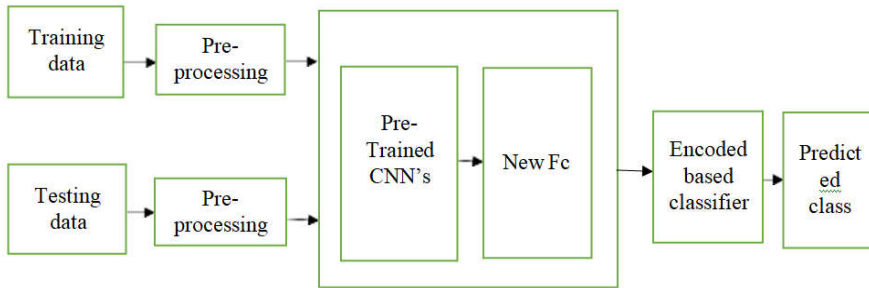 Training
data
Pre-
processing
Testing
data
Pre-
processing
Pre-
Trained
CNN’s
New Fc
Encoded
based
classifier
Predict
ed
class